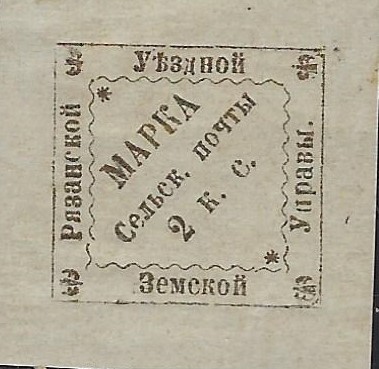 Рязанской
Уѣздной
Земской
Управы.
МАРКА
Сельск. почты
2 к. с.